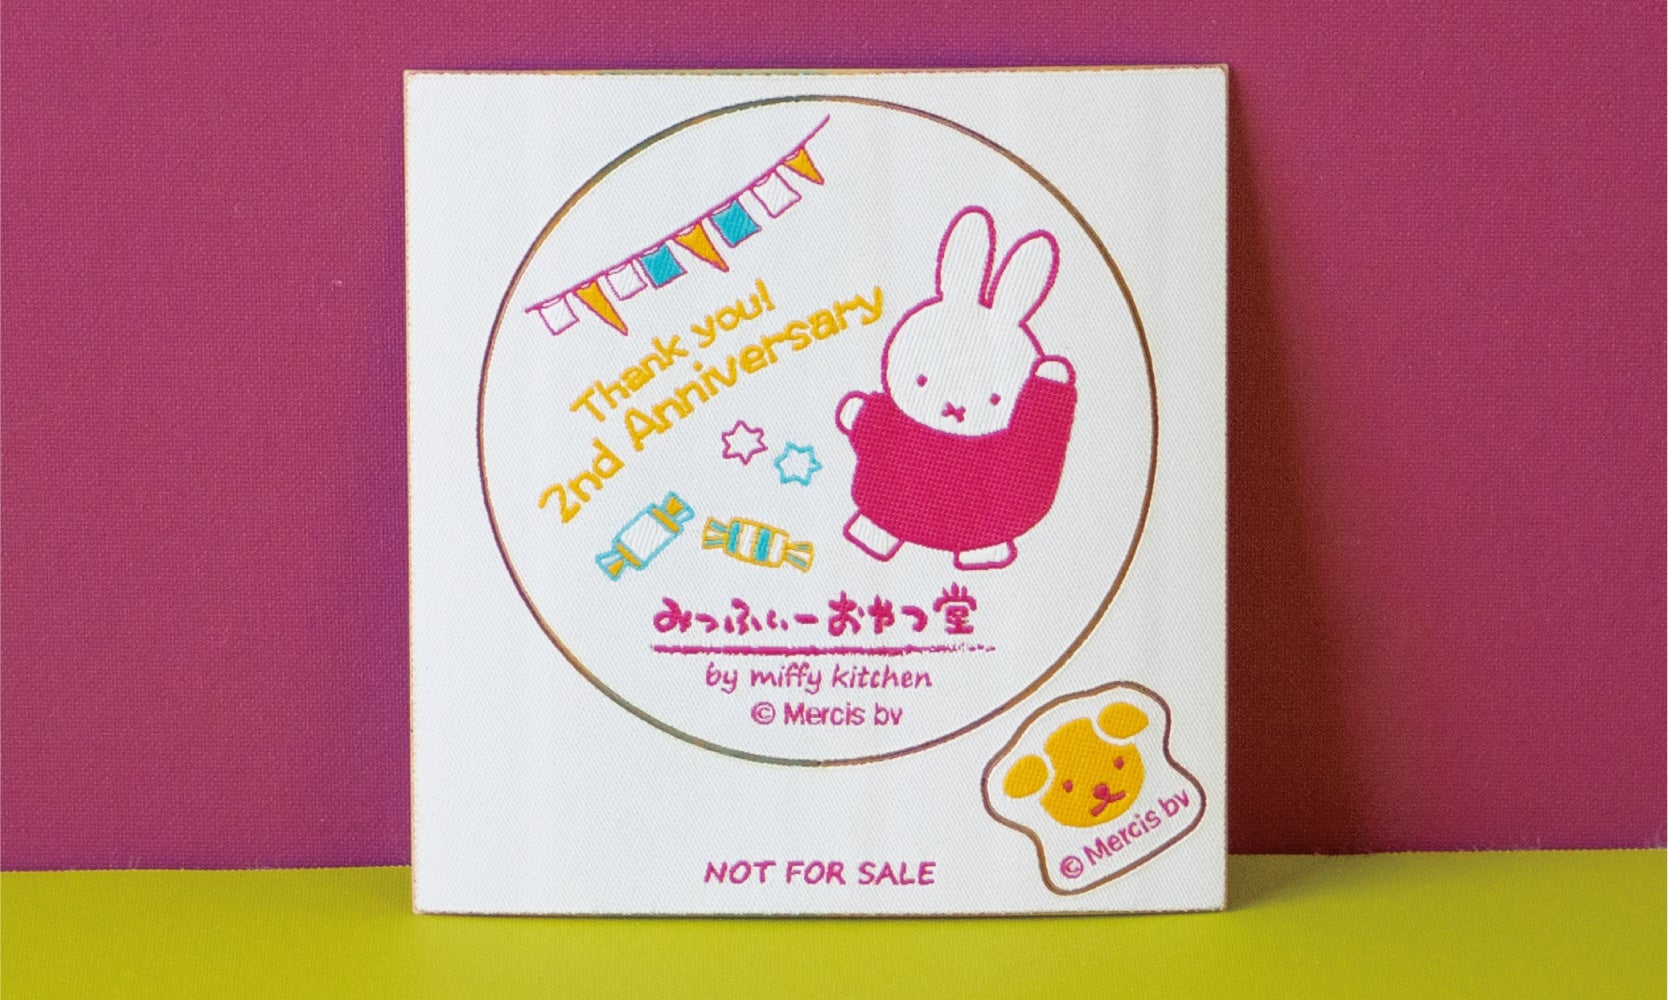 Thank you!
2nd Anniversary
みっふぃーおやつ堂
by miffy kitchen
© Mercis bv
© Mercis bv
NOT FOR SALE